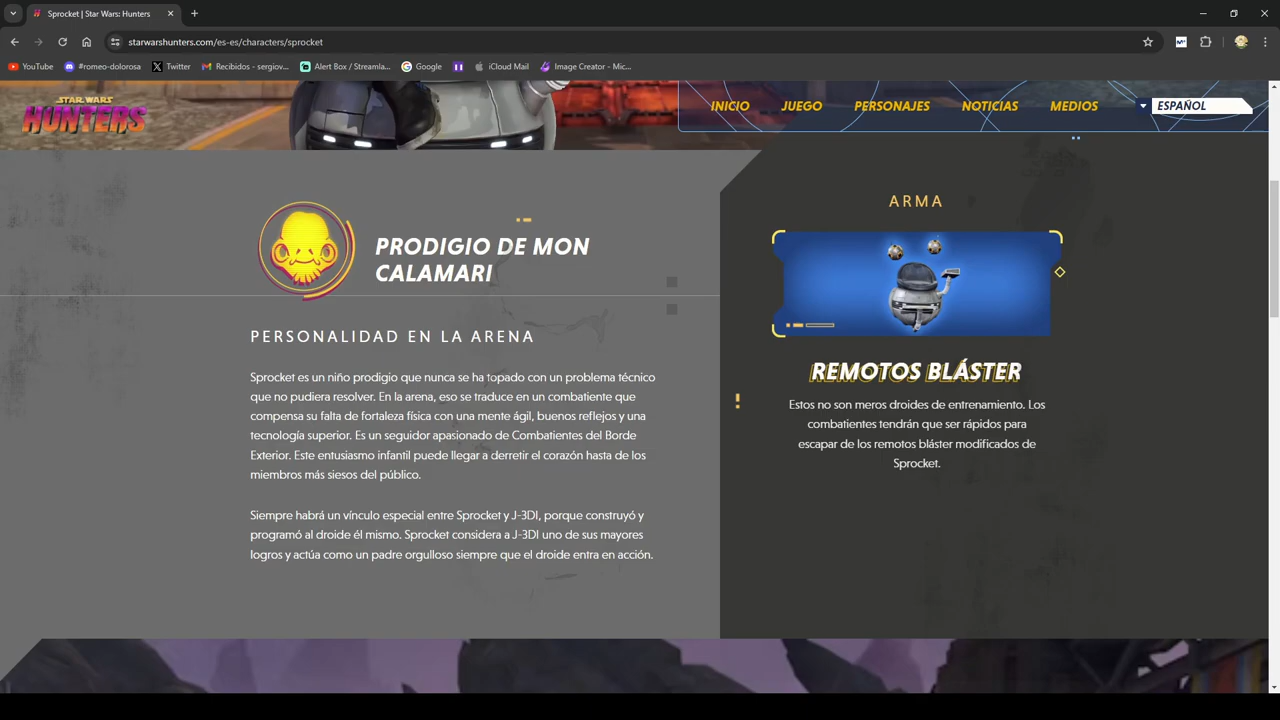 Sprocket | Star Wars: Hunters
starwarshunters.com/es-es/characters/sprocket
YouTube #romeo-dolorosa Twitter Recibidos - sergiov... Alert Box / Streamla... Google iCloud Mail Image Creator - Mic...
STAR WARS
HUNTERS
INICIO JUEGO PERSONAJES NOTICIAS MEDIOS ESPAÑOL
PRODIGIO DE MON
CALAMARI
PERSONALIDAD EN LA ARENA
Sprocket es un niño prodigio que nunca se ha topado con un problema técnico
que no pudiera resolver. En la arena, eso se traduce en un combatiente que
compensa su falta de fortaleza física con una mente ágil, buenos reflejos y una
tecnología superior. Es un seguidor apasionado de Combatientes del Borde
Exterior. Este entusiasmo infantil puede llegar a derretir el corazón hasta de los
miembros más siesos del público.
Siempre habrá un vínculo especial entre Sprocket y J-3DI, porque construyó y
programó al droide él mismo. Sprocket considera a J-3DI uno de sus mayores
logros y actúa como un padre orgulloso siempre que el droide entra en acción.
ARMA
REMOTOS BLÁSTER
Estos no son meros droides de entrenamiento. Los
combatientes tendrán que ser rápidos para
escapar de los remotos bláster modificados de
Sprocket.